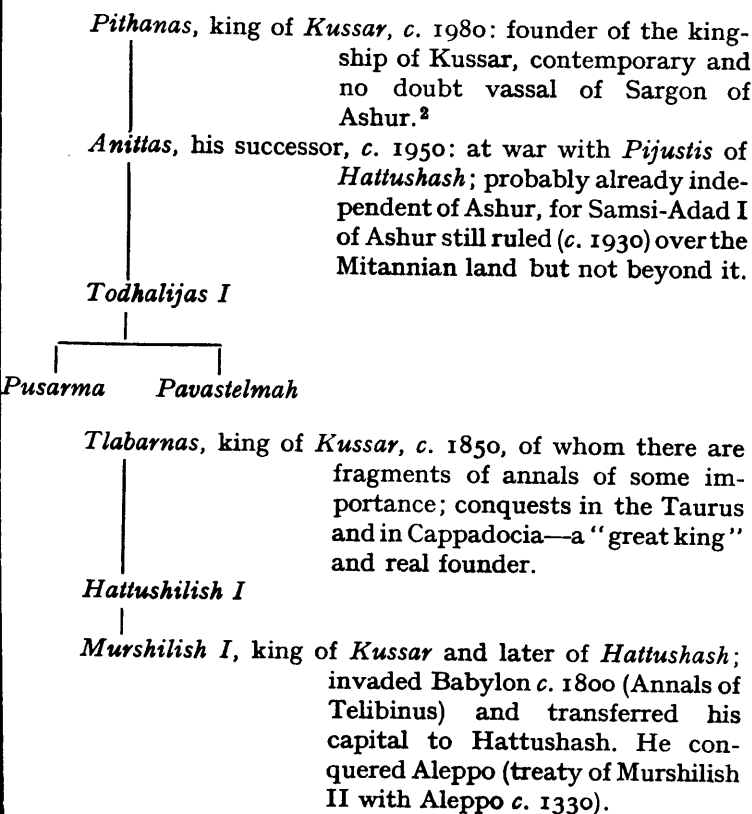 Pithanas, king of Kussar, c. 1980: founder of the king-
ship of Kussar, contemporary and
no doubt vassal of Sargon of
Ashur.²
Anittas, his successor, c. 1950: at war with Pijustis of
Hattushash; probably already inde-
pendent of Ashur, for Samsi-Adad I
of Ashur still ruled (c. 1930) over the
Mitannian land but not beyond it.
Todhalijas I
Pusarma Pavastelmah
Tlabarnas, king of Kussar, c. 1850, of whom there are
fragments of annals of some im-
portance; conquests in the Taurus
and in Cappadocia—a "great king"
and real founder.
Hattushilish I
Murshilish I, king of Kussar and later of Hattushash;
invaded Babylon c. 1800 (Annals of
Telibinus) and transferred his
capital to Hattushash. He con-
quered Aleppo (treaty of Murshilish
II with Aleppo c. 1330).